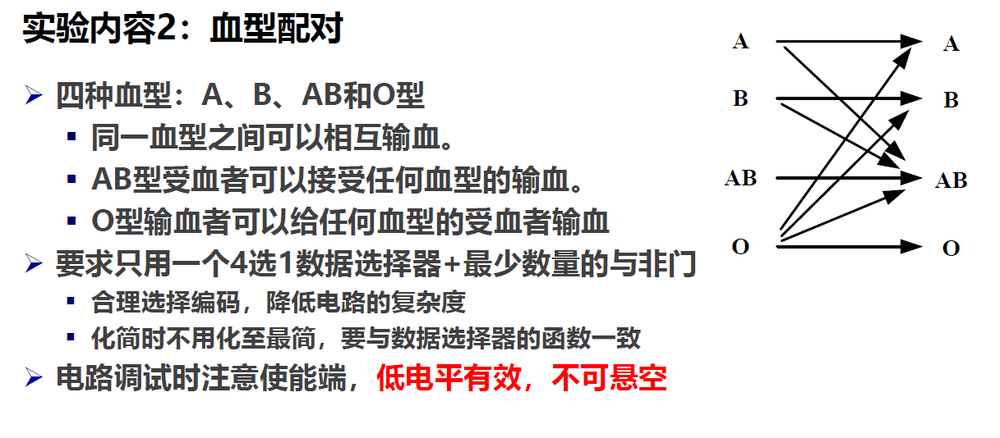 实验内容2：血型配对
四种血型：A、B、AB和O型
同一血型之间可以相互输血。
AB型受血者可以接受任何血型的输血。
O型输血者可以给任何血型的受血者输血
要求只用一个4选1数据选择器+最少数量的与非门
合理选择编码，降低电路的复杂度
化简时不用化至最简，要与数据选择器的函数一致
电路调试时注意使能端，低电平有效，不可悬空
A A
B B
AB AB
O O